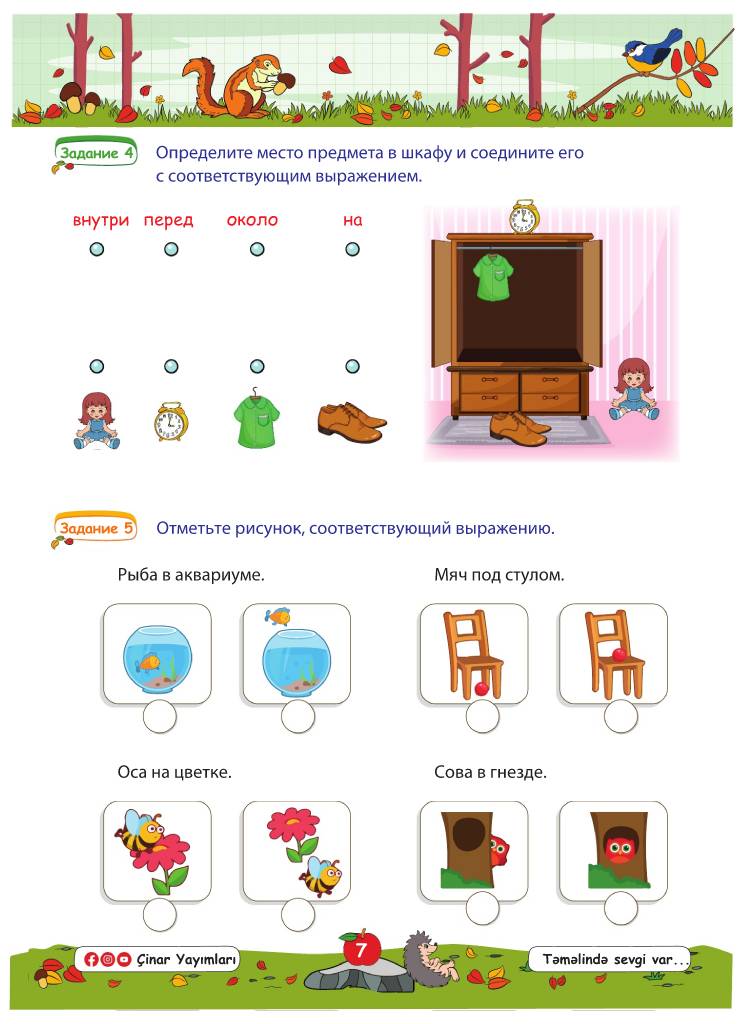 Задание 4
Определите место предмета в шкафу и соедините его
с соответствующим выражением.
внутри перед около на
Задание 5
Отметьте рисунок, соответствующий выражению.
Рыба в аквариуме.
Мяч под стулом.
Оса на цветке.
Сова в гнезде.
Çinar Yayımları
7
Təməlində sevgi var...